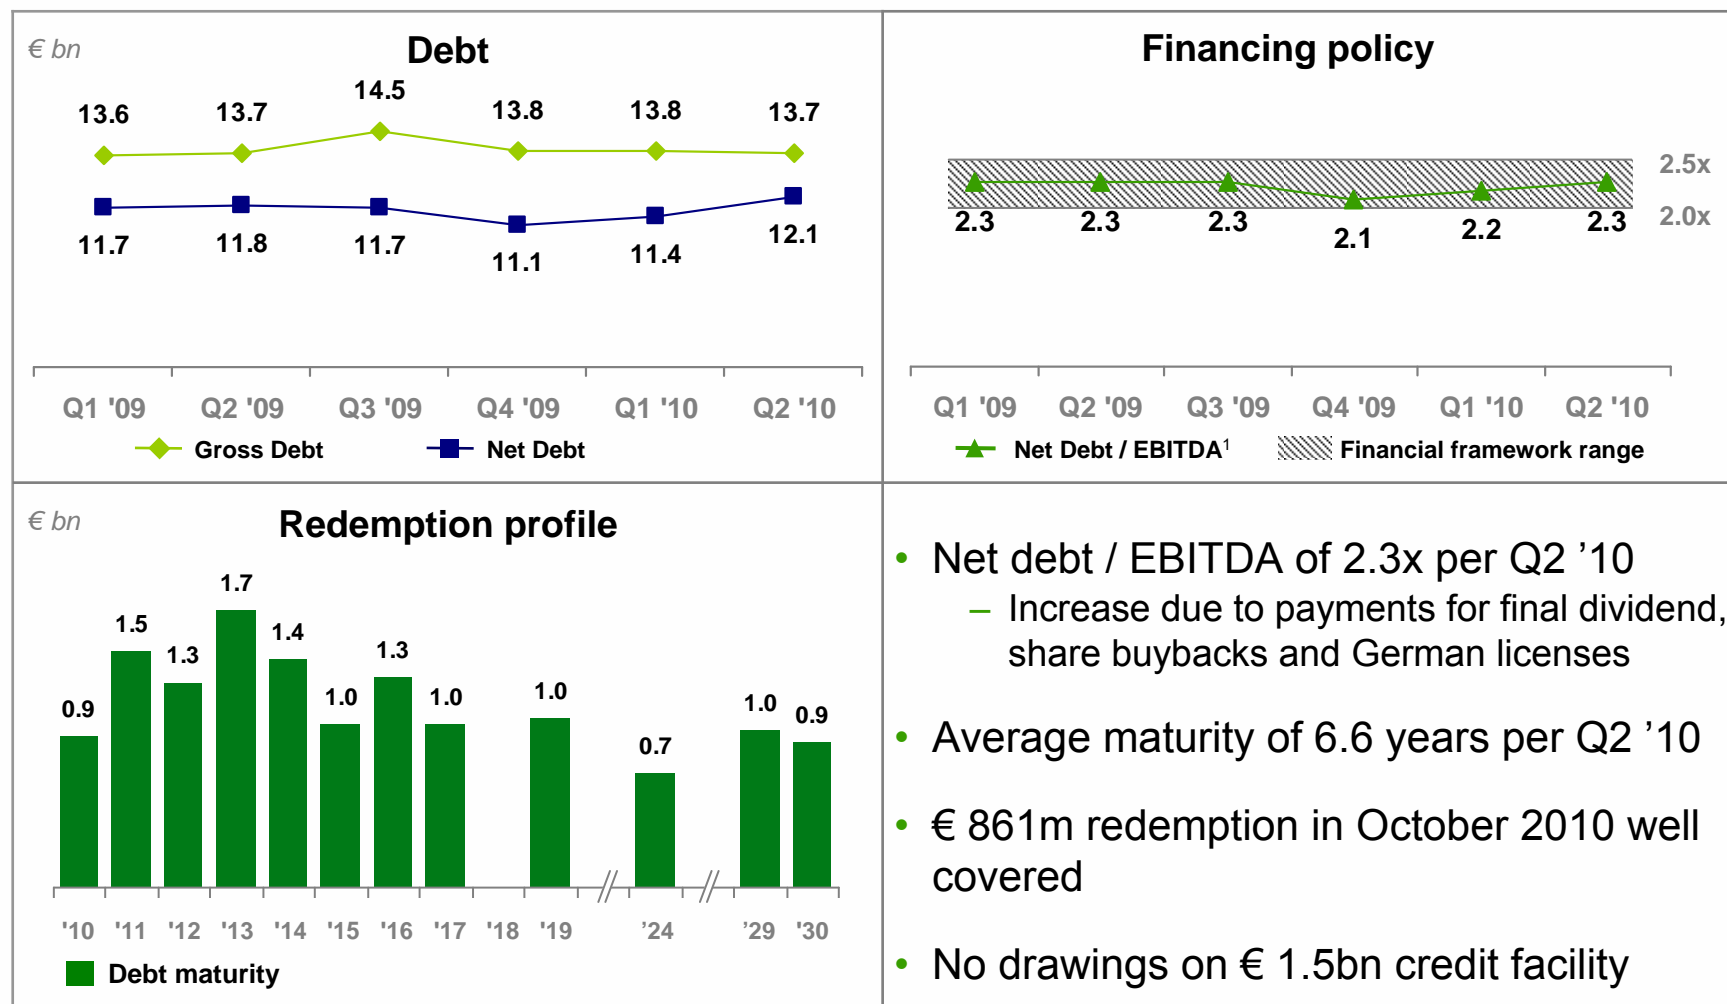 € bn
Debt
13.6 13.7 14.5 13.8 13.8 13.7
11.7 11.8 11.7 11.1 11.4 12.1
Q1 '09 Q2 '09 Q3 '09 Q4 '09 Q1 '10 Q2 '10
Gross Debt Net Debt
Financing policy
2.5x
2.0x
2.3 2.3 2.3 2.1 2.2 2.3
Q1 '09 Q2 '09 Q3 '09 Q4 '09 Q1 '10 Q2 '10
Net Debt / EBITDA¹ Financial framework range
€ bn
Redemption profile
0.9 1.5 1.3 1.7 1.4 1.0 1.3 1.0 1.0 0.7 1.0 0.9
'10 '11 '12 '13 '14 '15 '16 '17 '18 '19 ’24 ’29 '30
Debt maturity
• Net debt / EBITDA of 2.3x per Q2 ’10
– Increase due to payments for final dividend,
share buybacks and German licenses
• Average maturity of 6.6 years per Q2 ’10
• € 861m redemption in October 2010 well
covered
• No drawings on € 1.5bn credit facility